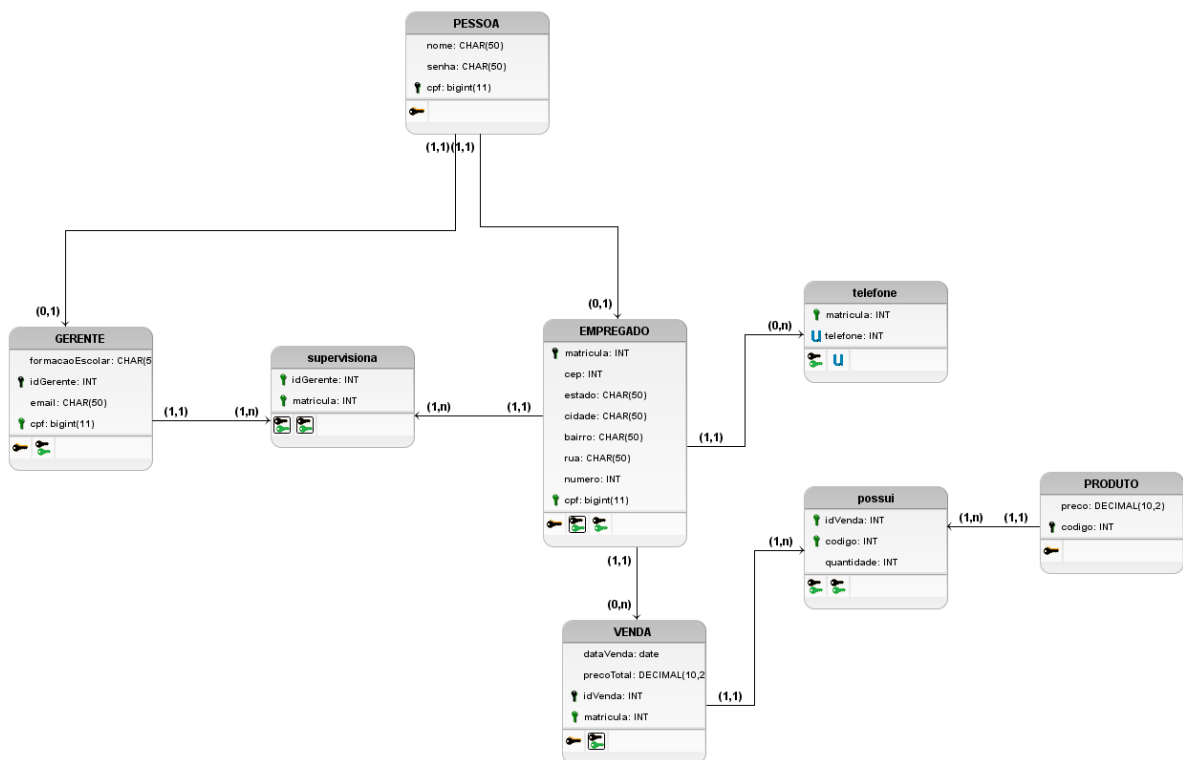 PESSOA
nome: CHAR(50)
senha: CHAR(50)
cpf: bigint(11)
(1,1)(1,1)
(0,1)
(0,1)
GERENTE
formacaoEscolar: CHAR(5
idGerente: INT
email: CHAR(50)
cpf: bigint(11)
(1,1)
(1,n)
supervisiona
idGerente: INT
matricula: INT
(1,n)
(1,1)
EMPREGADO
matricula: INT
cep: INT
estado: CHAR(50)
cidade: CHAR(50)
bairro: CHAR(50)
rua: CHAR(50)
numero: INT
cpf: bigint(11)
(1,1)
(0,n)
telefone
matricula: INT
U telefone: INT
U
(1,1)
(0,n)
VENDA
dataVenda: date
precoTotal: DECIMAL(10,2
idVenda: INT
matricula: INT
(1,1)
(1,n)
possui
idVenda: INT
codigo: INT
quantidade: INT
(1,n)
(1,1)
PRODUTO
preco: DECIMAL(10,2)
codigo: INT